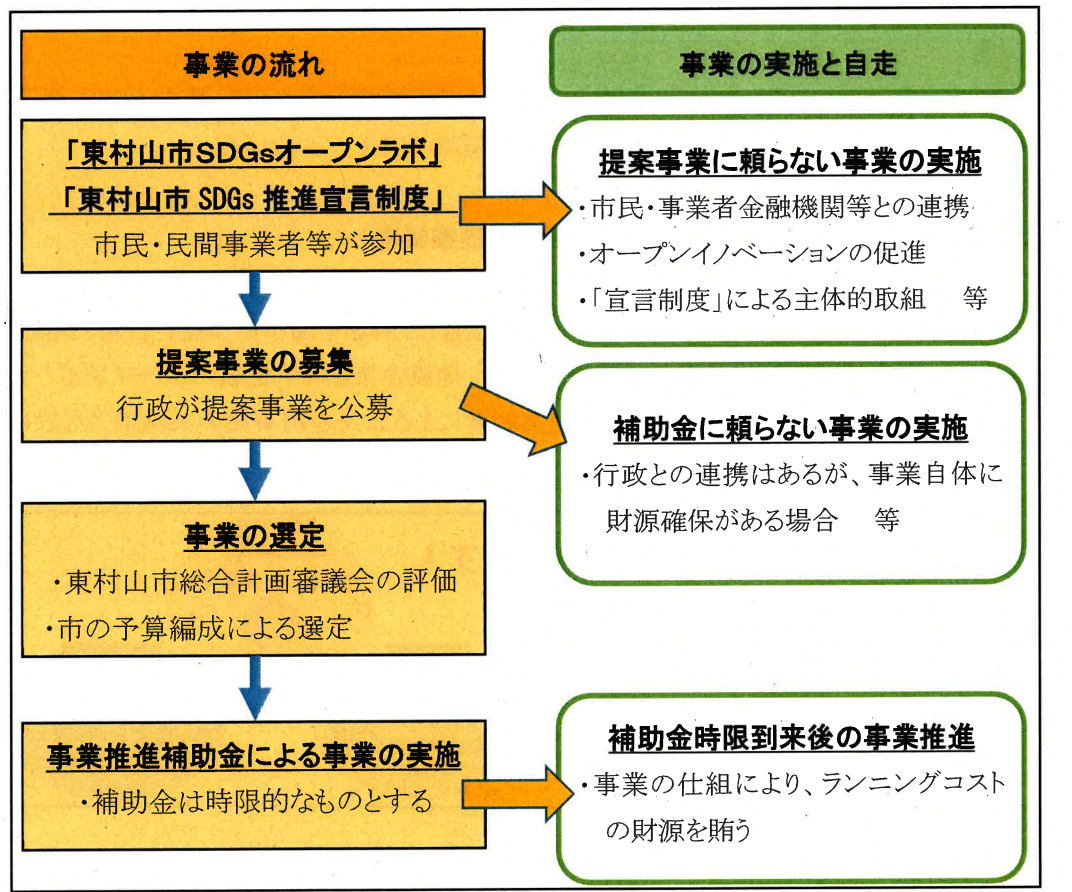 事業の流れ
「東村山市SDGsオープンラボ」
「東村山市 SDGs 推進宣言制度」
市民・民間事業者等が参加
提案事業の募集
行政が提案事業を公募
事業の選定
・東村山市総合計画審議会の評価
・市の予算編成による選定
事業推進補助金による事業の実施
・補助金は時限的なものとする
事業の実施と自走
提案事業に頼らない事業の実施
・市民・事業者金融機関等との連携
・オープンイノベーションの促進
・「宣言制度」による主体的取組　等
補助金に頼らない事業の実施
・行政との連携はあるが、事業自体に
財源確保がある場合　等
補助金時限到来後の事業推進
・事業の仕組により、ランニングコスト
の財源を賄う